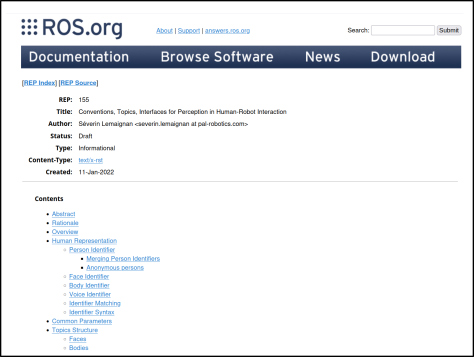 ROS.org
About | Support | answers.ros.org
Search:
Submit
Documentation Browse Software News Download
[REP Index] [REP Source]
REP: 155
Title: Conventions, Topics, Interfaces for Perception in Human-Robot Interaction
Author: Séverin Lemaignan <severin.lemaignan at pal-robotics.com>
Status: Draft
Type: Informational
Content-Type: text/x-rst
Created: 11-Jan-2022
Contents
Abstract
Rationale
Overview
Human Representation
Person Identifier
Merging Person Identifiers
Anonymous persons
Face Identifier
Body Identifier
Voice Identifier
Identifier Matching
Identifier Syntax
Common Parameters
Topics Structure
Faces
Bodies